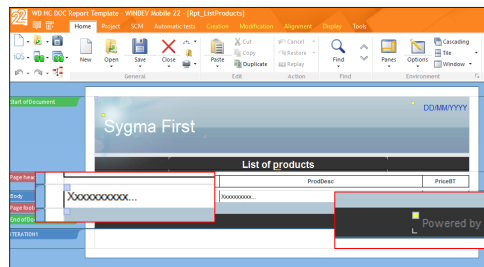 WD HC DOC Report Template - WINDEV Mobile 22 - [Rpt_ListProducts]
Home Project SCM Automatic tests Creation Modification Alignment Display Tools
New Open Save Close Paste Cut Copy Duplicate Cancel Restore Replay Find Panes Options Cascading Tile Window
iOS
General Edit Action Find Environment
Start of Document
DD/MM/YYYY
Sygma First
List of products
Page hea
ProdDesc PriceBT
Body
Xxxxxxxxxx...
Xxxxxxxxxx...
Page foot
End of Do
Powered by
ITERATION1